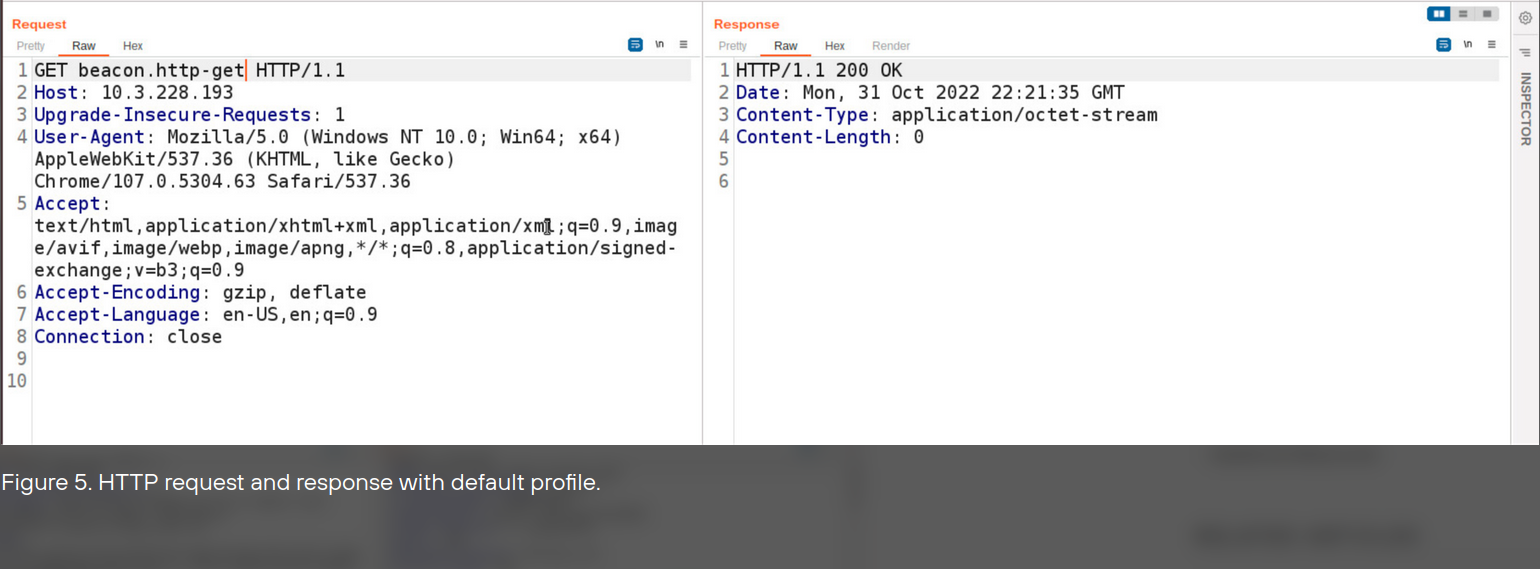 Request
Pretty Raw Hex \n
1 GET beacon.http-get HTTP/1.1
2 Host: 10.3.228.193
3 Upgrade-Insecure-Requests: 1
4 User-Agent: Mozilla/5.0 (Windows NT 10.0; Win64; x64)
AppleWebKit/537.36 (KHTML, like Gecko)
Chrome/107.0.5304.63 Safari/537.36
5 Accept:
text/html,application/xhtml+xml,application/xml;q=0.9,imag
e/avif,image/webp,image/apng,*/*;q=0.8,application/signed-
exchange;v=b3;q=0.9
6 Accept-Encoding: gzip, deflate
7 Accept-Language: en-US,en;q=0.9
8 Connection: close
9
10
Response
Pretty Raw Hex Render \n
1 HTTP/1.1 200 OK
2 Date: Mon, 31 Oct 2022 22:21:35 GMT
3 Content-Type: application/octet-stream
4 Content-Length: 0
5
6
INSPECTOR
Figure 5. HTTP request and response with default profile.